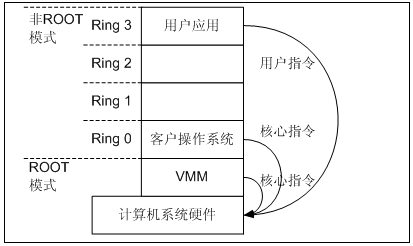 非ROOT
模式
Ring 3
用户应用
Ring 2
用户指令
Ring 1
Ring 0
客户操作系统
核心指令
ROOT
模式
VMM
核心指令
计算机系统硬件